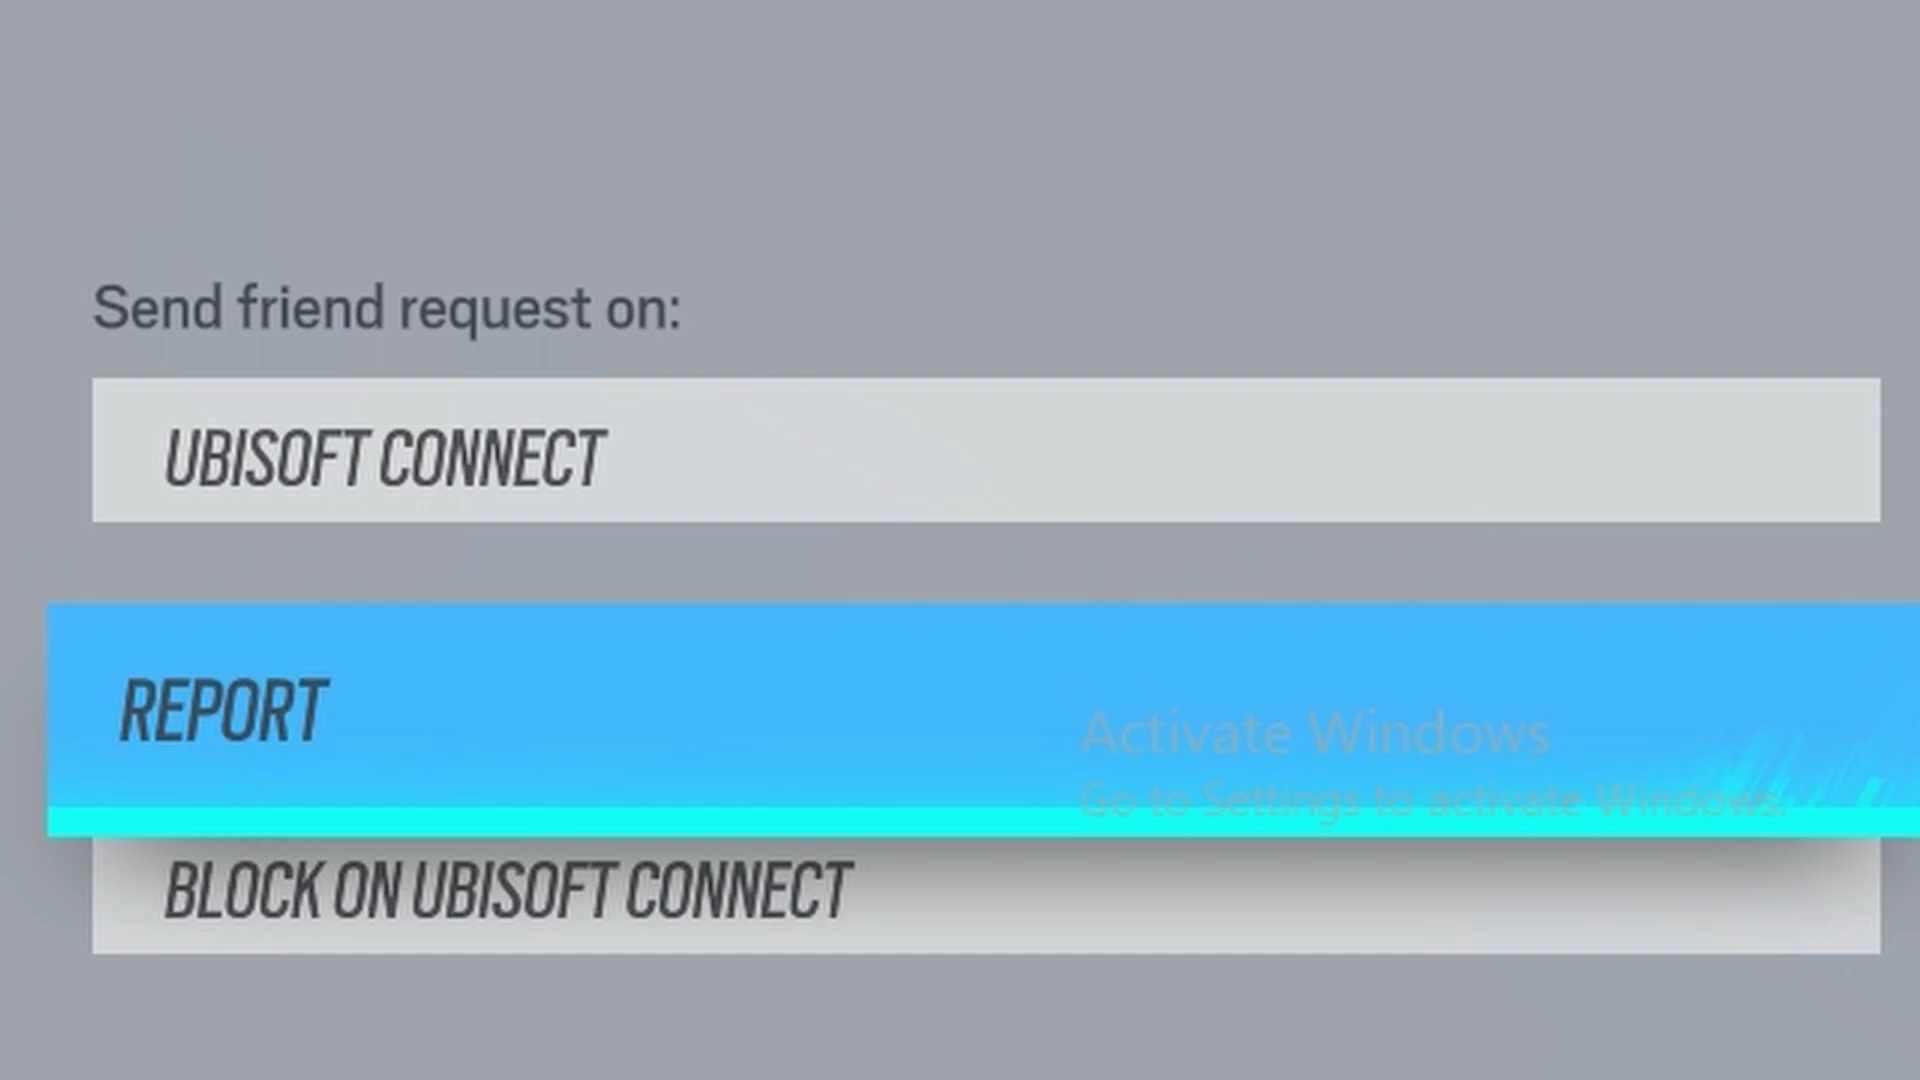 Send friend request on:
UBISOFT CONNECT
REPORT
Activate Windows
Go to Settings to activate Windows.
BLOCK ON UBISOFT CONNECT